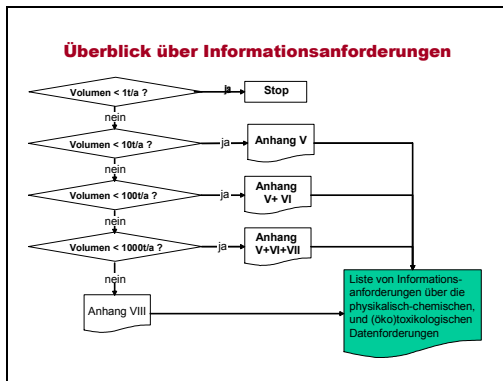 Überblick über Informationsanforderungen
Volumen < 1t/a ?
ja
Stop
nein
Volumen < 10t/a ?
ja
Anhang V
nein
Volumen < 100t/a ?
ja
Anhang
V+ VI
nein
Volumen < 1000t/a ?
ja
Anhang
V+VI+VII
nein
Anhang VIII
Liste von Informations-
anforderungen über die
physikalisch-chemischen,
und (öko)toxikologischen
Datenforderungen